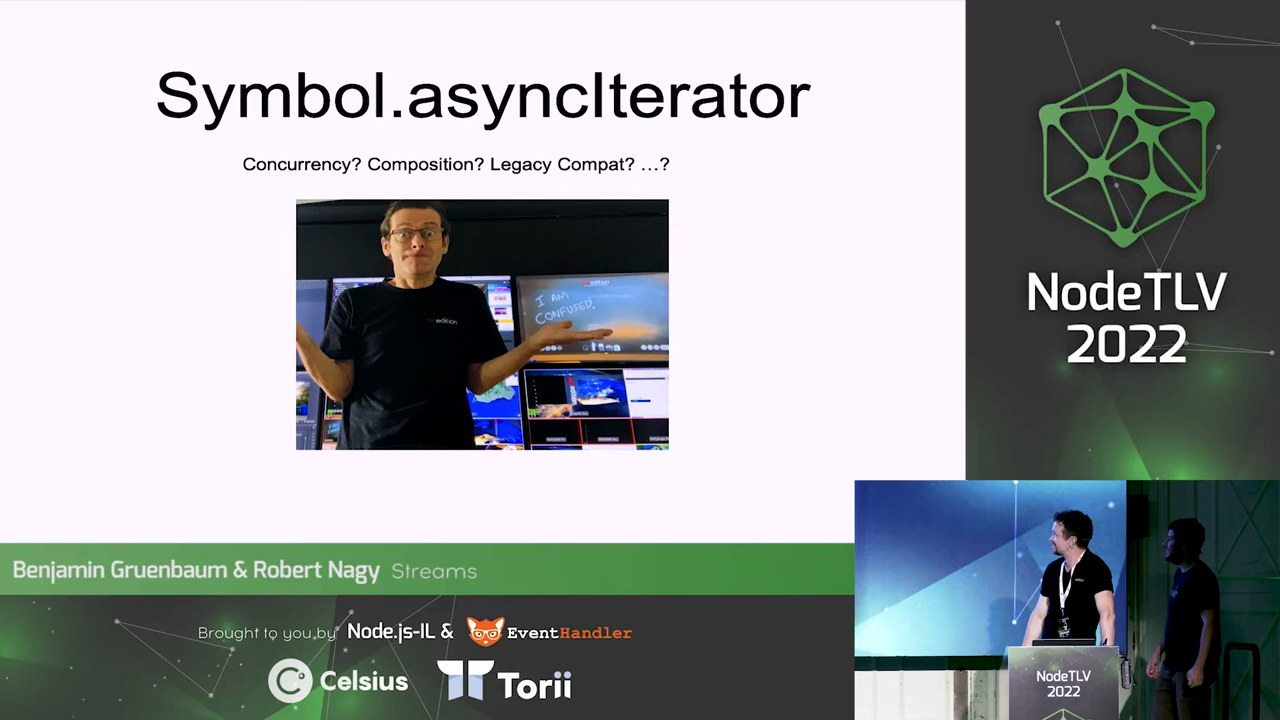 Symbol.asyncIterator
Concurrency? Composition? Legacy Compat? …?
edition
I AM
CONFUSED!
NodeTLV
2022
Benjamin Gruenbaum & Robert Nagy Streams
Brought to you by Node.js-IL & EventHandler
Celsius Torii
NodeTLV
2022